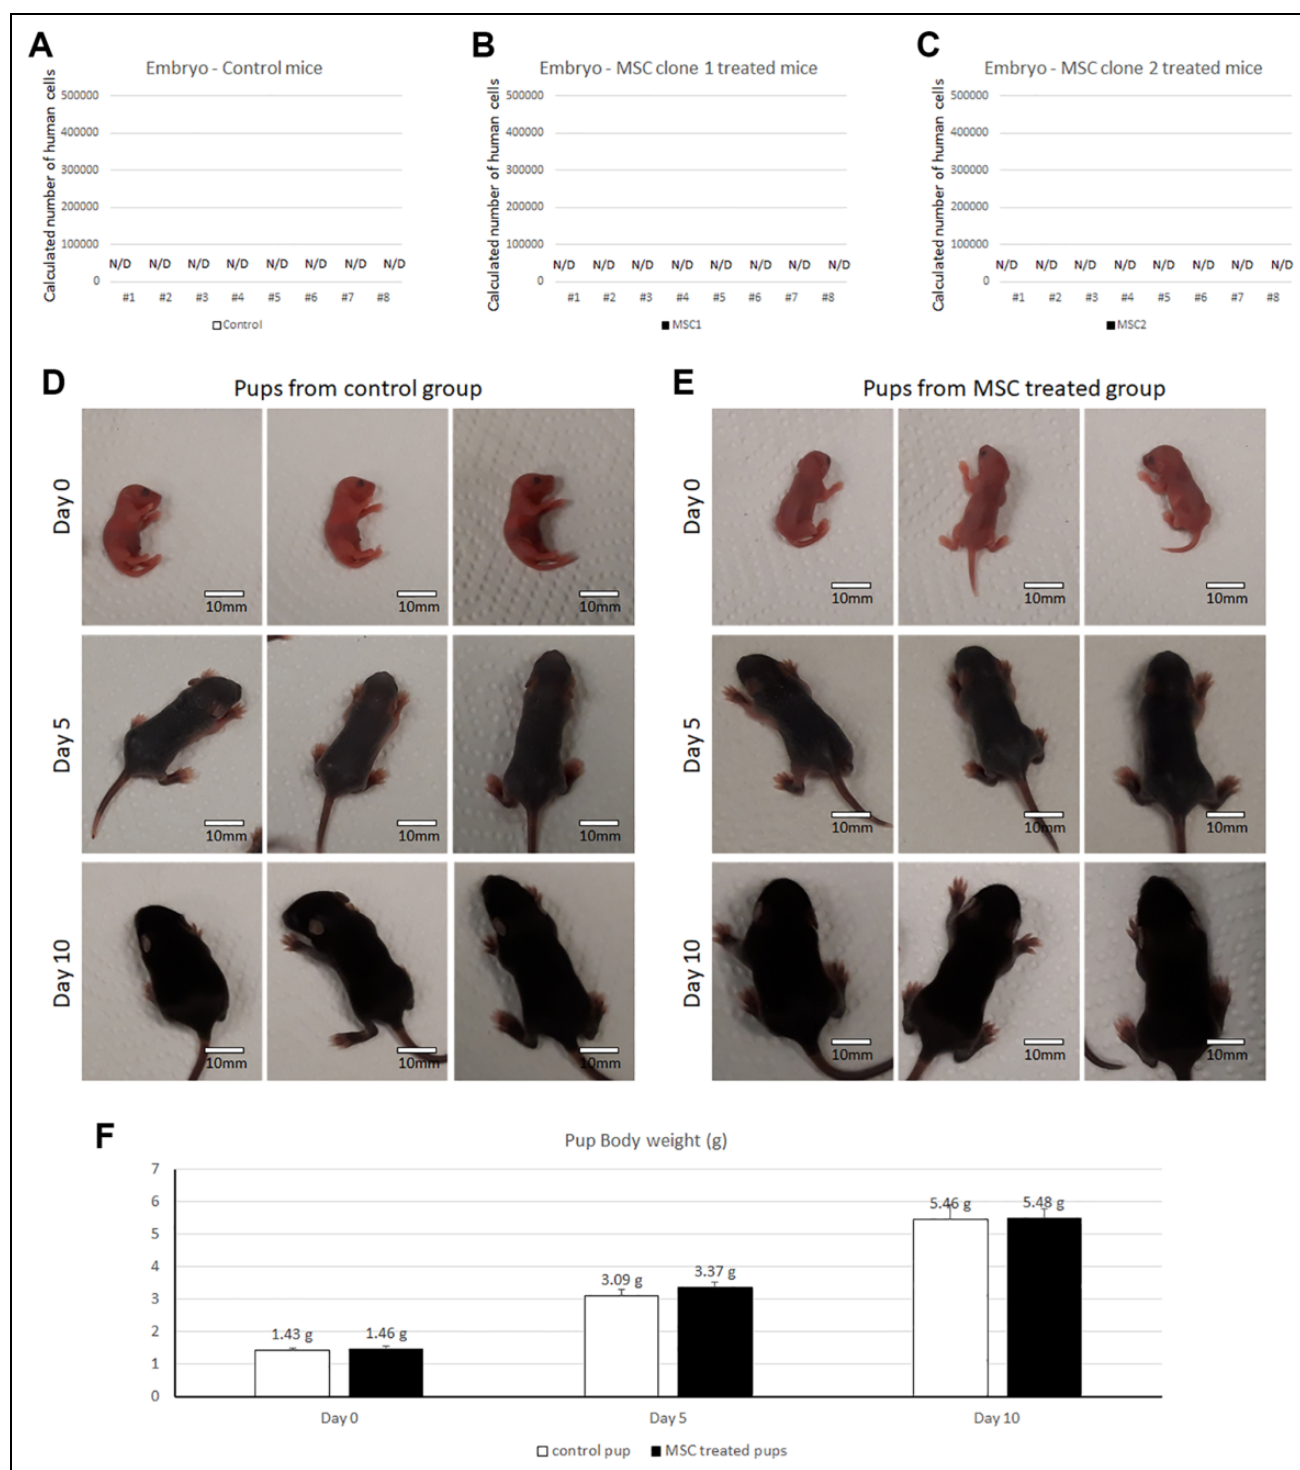 A
Embryo - Control mice
Calculated number of human cells
500000
400000
300000
200000
100000
0
N/D N/D N/D N/D N/D N/D N/D N/D
#1 #2 #3 #4 #5 #6 #7 #8
Control
B
Embryo - MSC clone 1 treated mice
Calculated number of human cells
500000
400000
300000
200000
100000
0
N/D N/D N/D N/D N/D N/D N/D N/D
#1 #2 #3 #4 #5 #6 #7 #8
MSC1
C
Embryo - MSC clone 2 treated mice
Calculated number of human cells
500000
400000
300000
200000
100000
0
N/D N/D N/D N/D N/D N/D N/D N/D
#1 #2 #3 #4 #5 #6 #7 #8
MSC2
D
Pups from control group
Day 0
10mm 10mm 10mm
Day 5
10mm 10mm 10mm
Day 10
10mm 10mm 10mm
E
Pups from MSC treated group
Day 0
10mm 10mm 10mm
Day 5
10mm 10mm 10mm
Day 10
10mm 10mm 10mm
F
Pup Body weight (g)
7
6
5
4
3
2
1
0
1.43 g 1.46 g
3.09 g 3.37 g
5.46 g 5.48 g
Day 0 Day 5 Day 10
control pup MSC treated pups